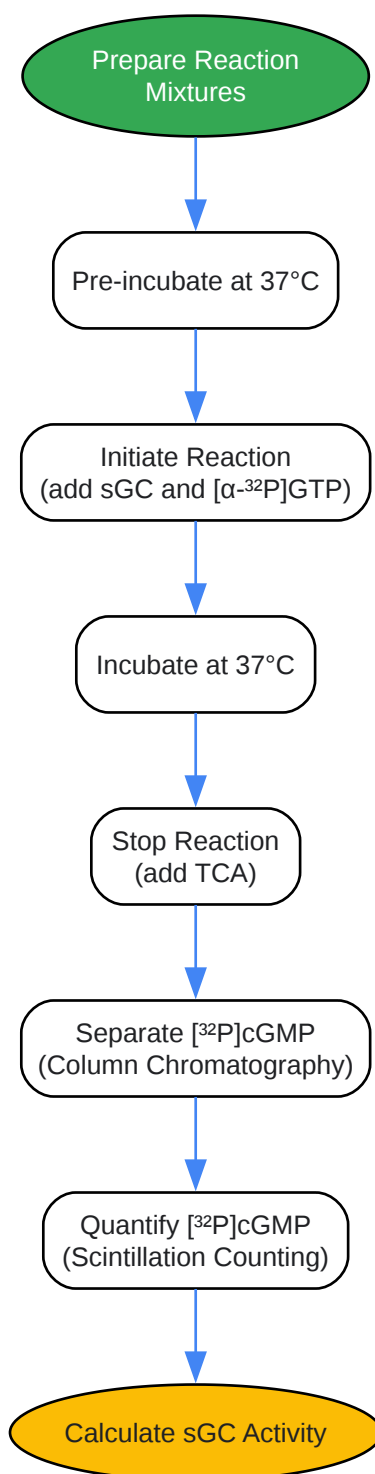 Prepare Reaction
Mixtures
Pre-incubate at 37°C
Initiate Reaction
(add sGC and [α-³²P]GTP)
Incubate at 37°C
Stop Reaction
(add TCA)
Separate [³²P]cGMP
(Column Chromatography)
Quantify [³²P]cGMP
(Scintillation Counting)
Calculate sGC Activity